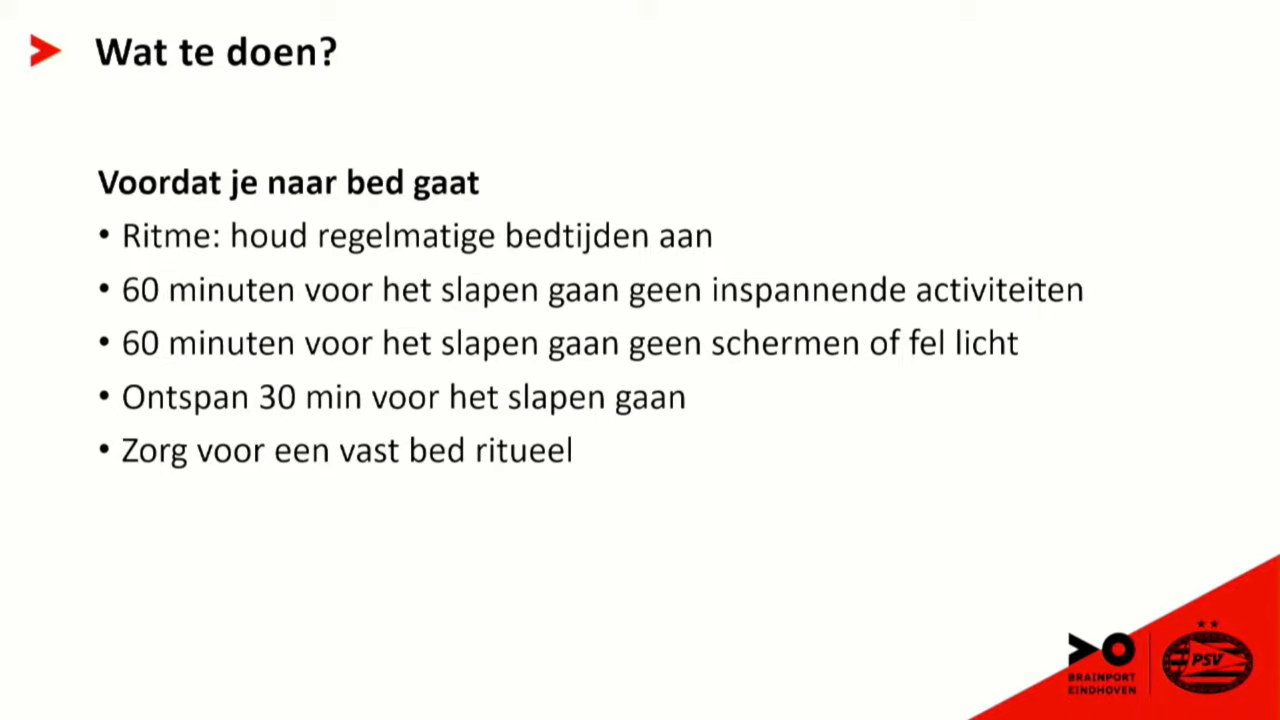 Wat te doen?
Voordat je naar bed gaat
• Ritme: houd regelmatige bedtijden aan
• 60 minuten voor het slapen gaan geen inspannende activiteiten
• 60 minuten voor het slapen gaan geen schermen of fel licht
• Ontspan 30 min voor het slapen gaan
• Zorg voor een vast bed ritueel
BRAINPORT
EINDHOVEN
PSV